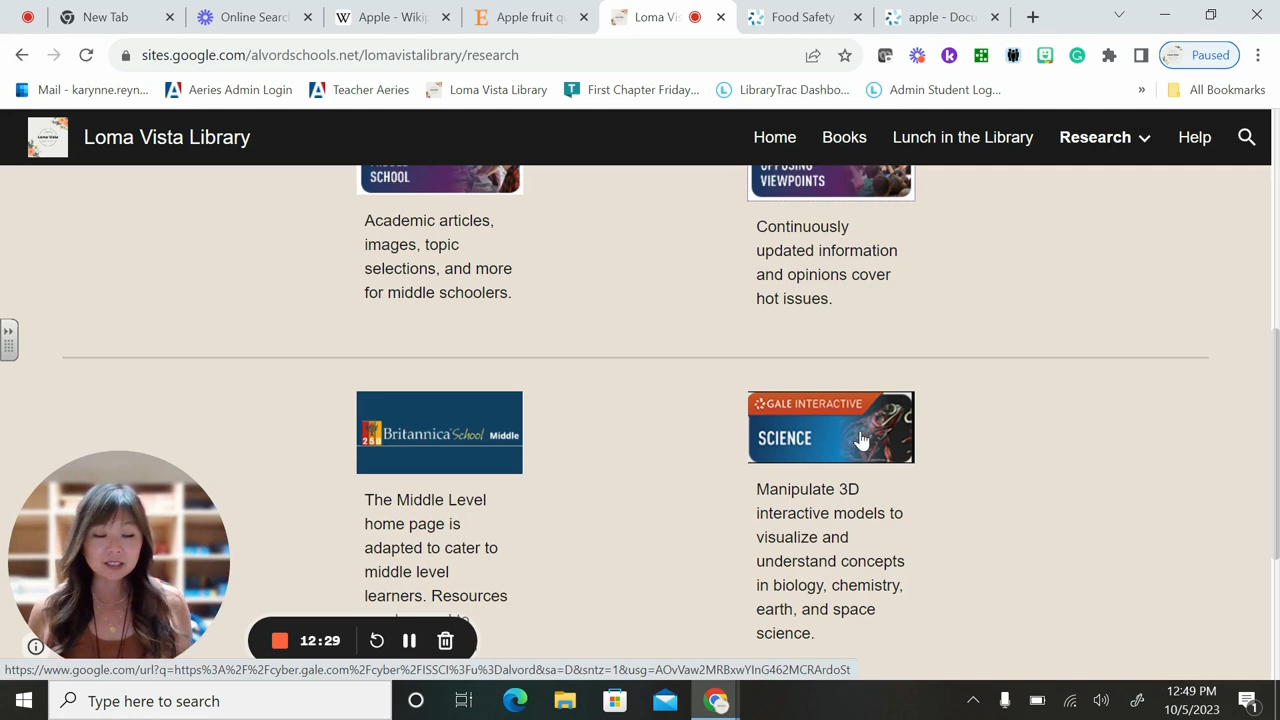 New Tab
Online Searc
Apple - Wikip
Apple fruit qu
Loma Vis
Food Safety
apple - Docu
sites.google.com/alvordschools.net/lomavistalibrary/research
Paused
Mail - karynne.reyn...
Aeries Admin Login
Teacher Aeries
Loma Vista Library
First Chapter Friday...
LibraryTrac Dashbo...
Admin Student Log...
»
All Bookmarks
Loma Vista Library
Home
Books
Lunch in the Library
Research
Help
SCHOOL
OPPOSING
VIEWPOINTS
Academic articles,
images, topic
selections, and more
for middle schoolers.
Continuously
updated information
and opinions cover
hot issues.
250
Britannica School Middle
GALE INTERACTIVE
SCIENCE
The Middle Level
home page is
adapted to cater to
middle level
learners. Resources
Manipulate 3D
interactive models to
visualize and
understand concepts
in biology, chemistry,
earth, and space
science.
12:29
https://www.google.com/url?q=https%3A%2F%2Fcyber.gale.com%2Fcyber%2FISSCI%3Fu%3Dalvord&sa=D&sntz=1&usg=AOvVaw2MRBxwYInG462MCRArdoSt
Type here to search
12:49 PM
10/5/2023
1